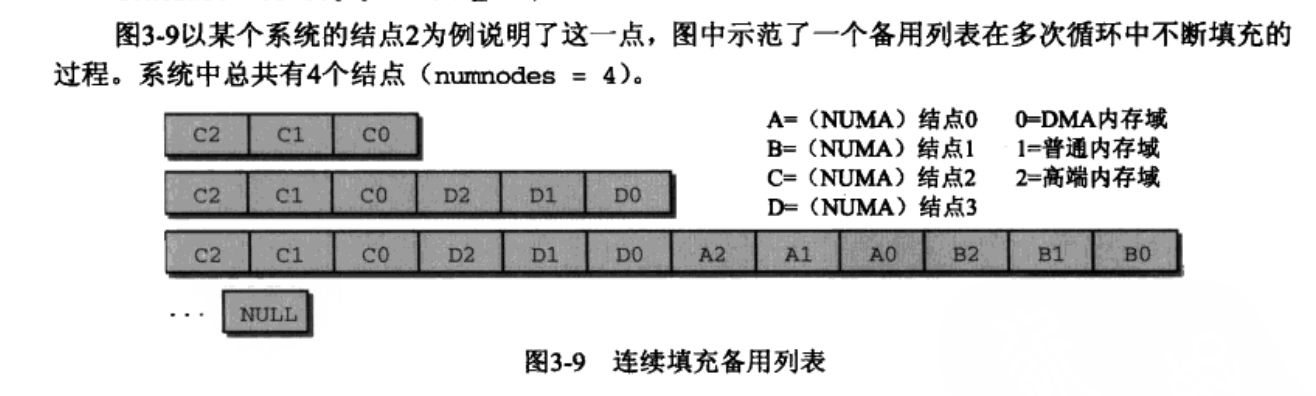 图3-9以某个系统的结点2为例说明了这一点，图中示范了一个备用列表在多次循环中不断填充的
过程。系统中总共有4个结点（numnodes = 4）。
C2 C1 C0
C2 C1 C0 D2 D1 D0
C2 C1 C0 D2 D1 D0 A2 A1 A0 B2 B1 B0
... NULL
A=（NUMA）结点0 0=DMA内存域
B=（NUMA）结点1 1=普通内存域
C=（NUMA）结点2 2=高端内存域
D=（NUMA）结点3
图3-9 连续填充备用列表